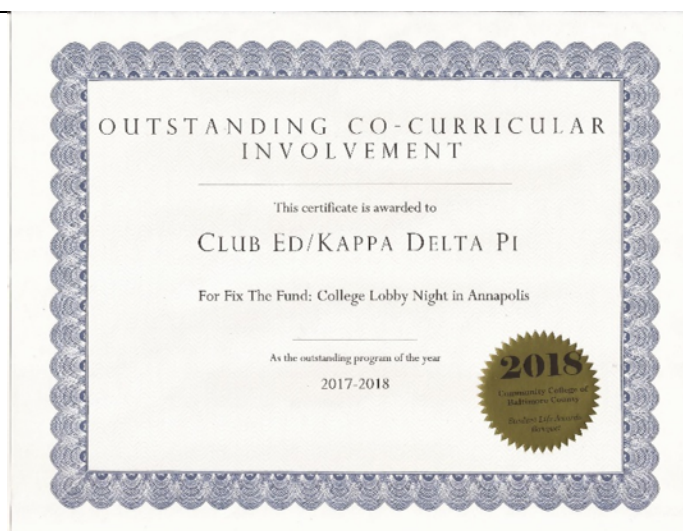 OUTSTANDING CO-CURRICULAR
INVOLVEMENT
This certificate is awarded to
CLUB ED/KAPPA DELTA PI
For Fix The Fund: College Lobby Night in Annapolis
As the outstanding program of the year
2017-2018
2018
Community College of
Baltimore County
Student Life Awards
Banquet